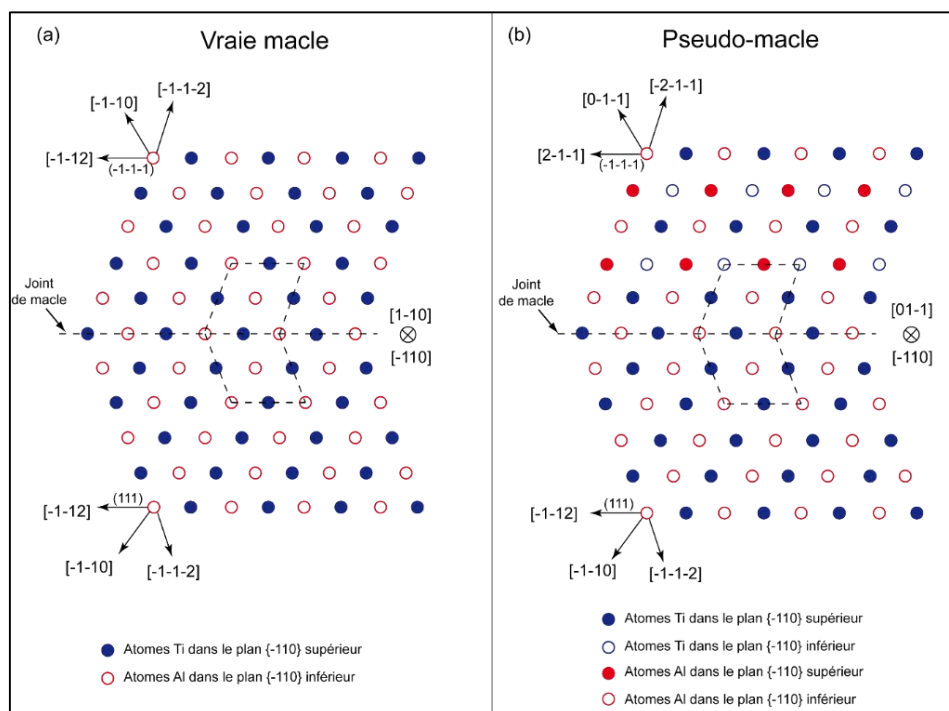 (a)
Vraie macle
[-1-10]
[-1-1-2]
[-1-12]
(-1-1-1)
Joint
de macle
[1-10]
[-110]
(111)
[-1-12]
[-1-10]
[-1-1-2]
Atomes Ti dans le plan {-110} supérieur
Atomes Al dans le plan {-110} inférieur
(b)
Pseudo-macle
[0-1-1]
[-2-1-1]
[2-1-1]
(-1-1-1)
Joint
de macle
[01-1]
[-110]
(111)
[-1-12]
[-1-10]
[-1-1-2]
Atomes Ti dans le plan {-110} supérieur
Atomes Ti dans le plan {-110} inférieur
Atomes Al dans le plan {-110} supérieur
Atomes Al dans le plan {-110} inférieur